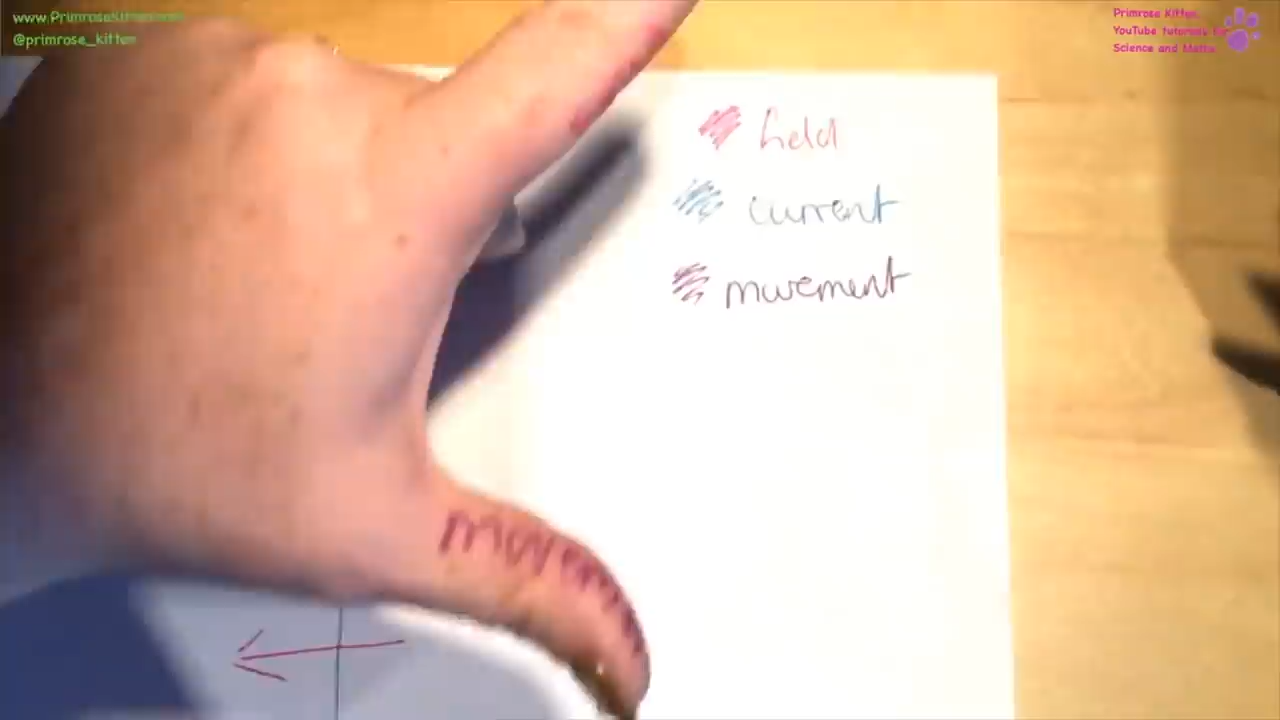 www.PrimroseKitten.com
@primrose_kitten
Primrose Kitten
YouTube tutorials for
Science and Maths
field
current
movement